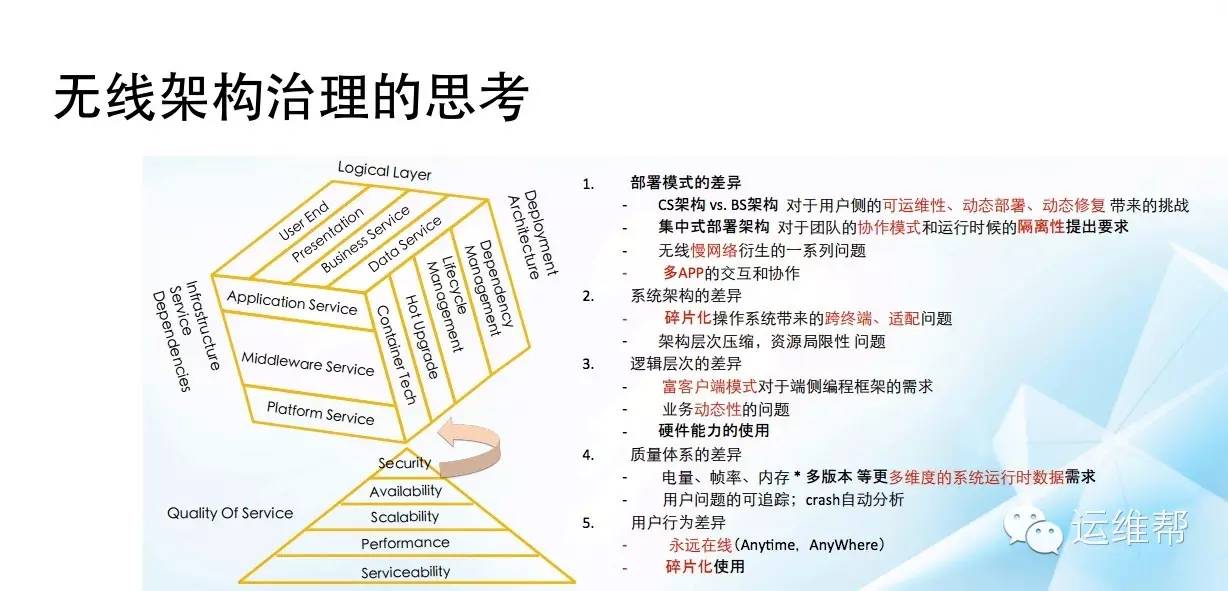 无线架构治理的思考
Logical Layer
User End
Presentation
Business Service
Data Service
Deployment
Architecture
Dependency
Management
Lifecycle
Management
Hot Upgrade
Container Tech
Infrastructure
Service
Dependencies
Application Service
Middleware Service
Platform Service
Security
Availability
Scalability
Performance
Serviceability
Quality Of Service
1. 部署模式的差异
- CS架构 vs. BS架构 对于用户侧的可运维性、动态部署、动态修复 带来的挑战
- 集中式部署架构 对于团队的协作模式和运行时候的隔离性提出要求
- 无线慢网络衍生的一系列问题
- 多APP的交互和协作
2. 系统架构的差异
- 碎片化操作系统带来的跨终端、适配问题
- 架构层次压缩，资源局限性 问题
3. 逻辑层次的差异
- 富客户端模式对于端侧编程框架的需求
- 业务动态性的问题
- 硬件能力的使用
4. 质量体系的差异
- 电量、帧率、内存 * 多版本 等更多维度的系统运行时数据需求
- 用户问题的可追踪；crash自动分析
5. 用户行为差异
- 永远在线（Anytime，AnyWhere）
- 碎片化使用
运维帮